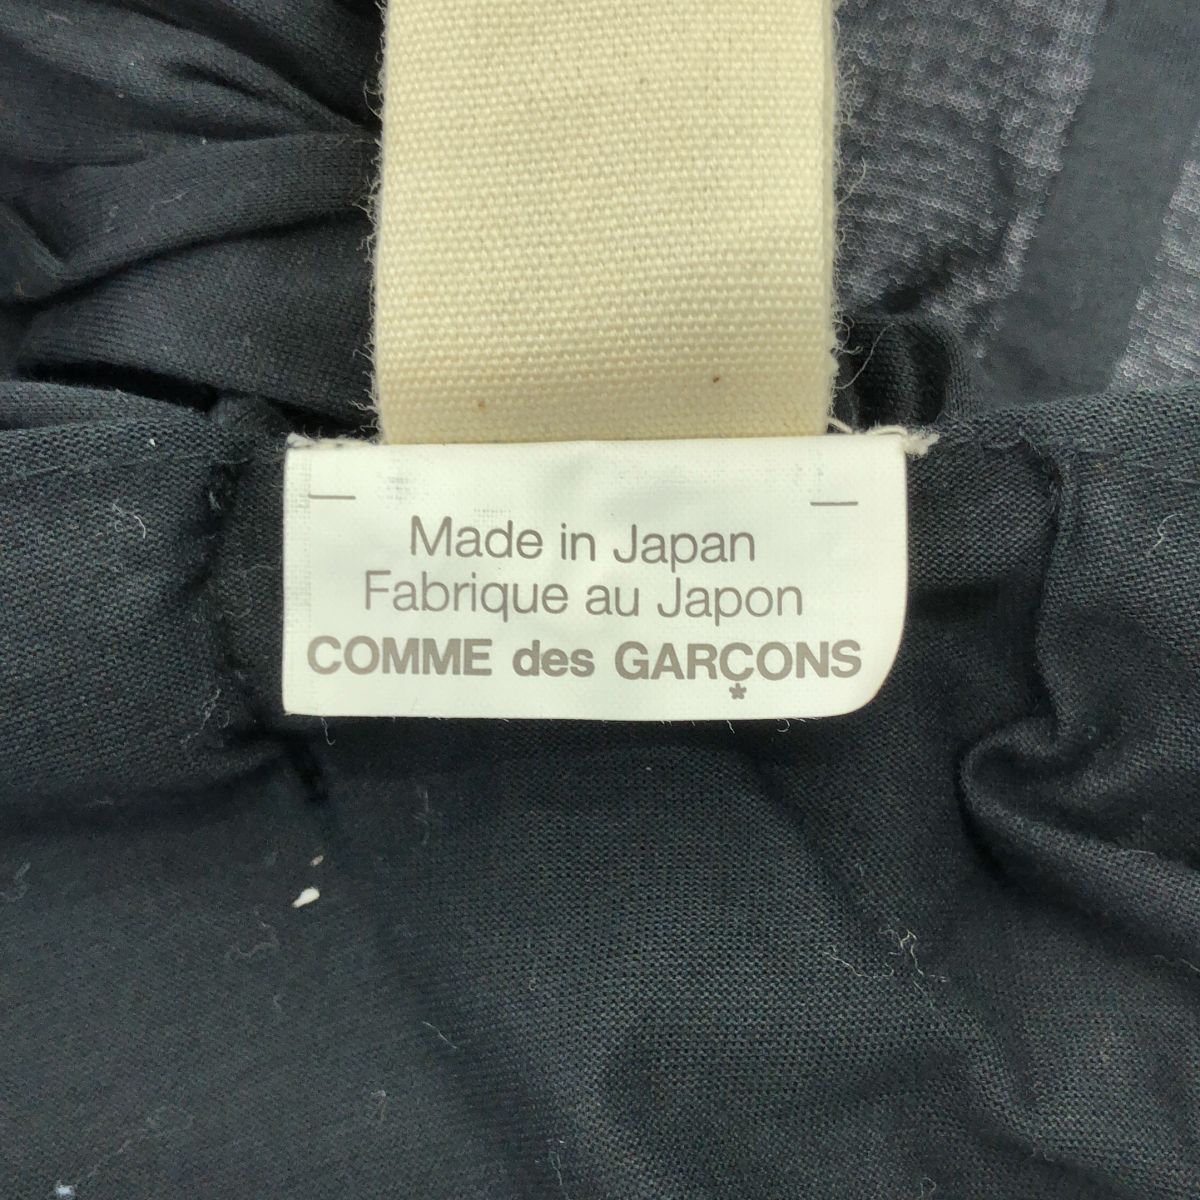 Made in Japan
Fabrique au Japon
COMME des GARÇONS
*